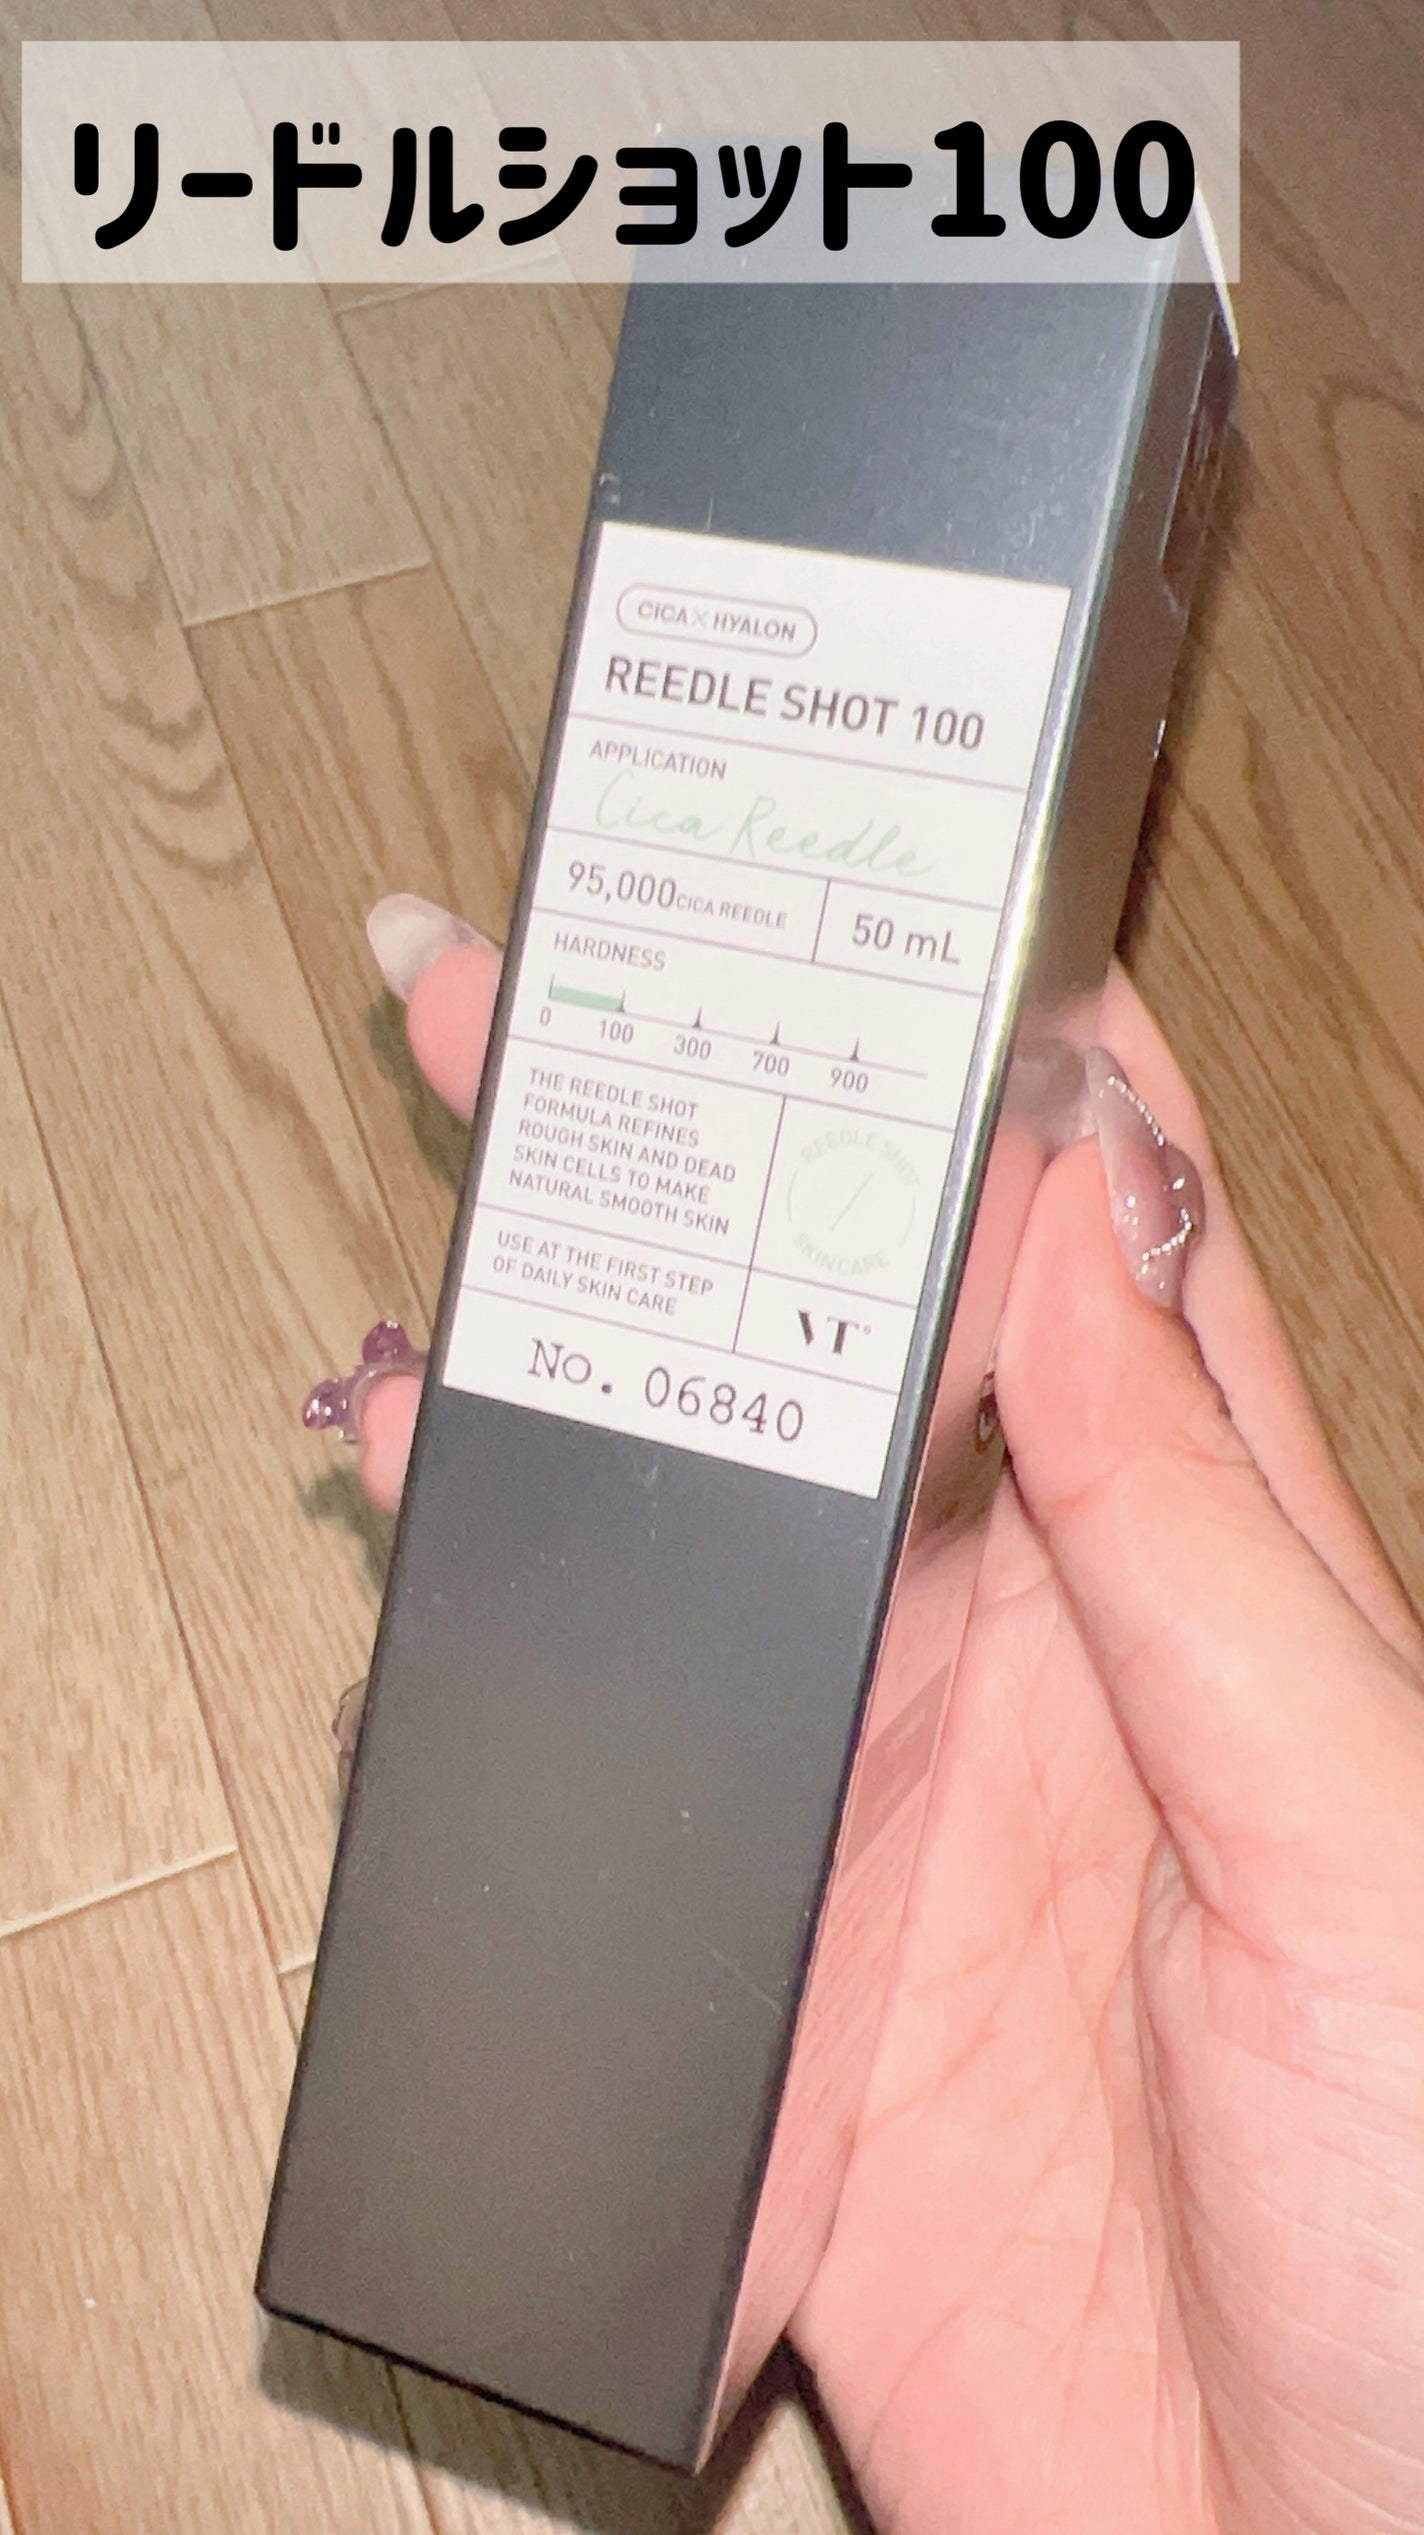 リードルショット100
CICA×HYALON
REEDLE SHOT 100
APPLICATION
Cica Reedle
95,000CICA REEDLE
50 mL
HARDNESS
0 100 300 700 900
THE REEDLE SHOT
FORMULA REFINES
ROUGH SKIN AND DEAD
SKIN CELLS TO MAKE
NATURAL SMOOTH SKIN
REEDLE SHOT
SKINCARE
USE AT THE FIRST STEP
OF DAILY SKIN CARE
VT°
No. 06840